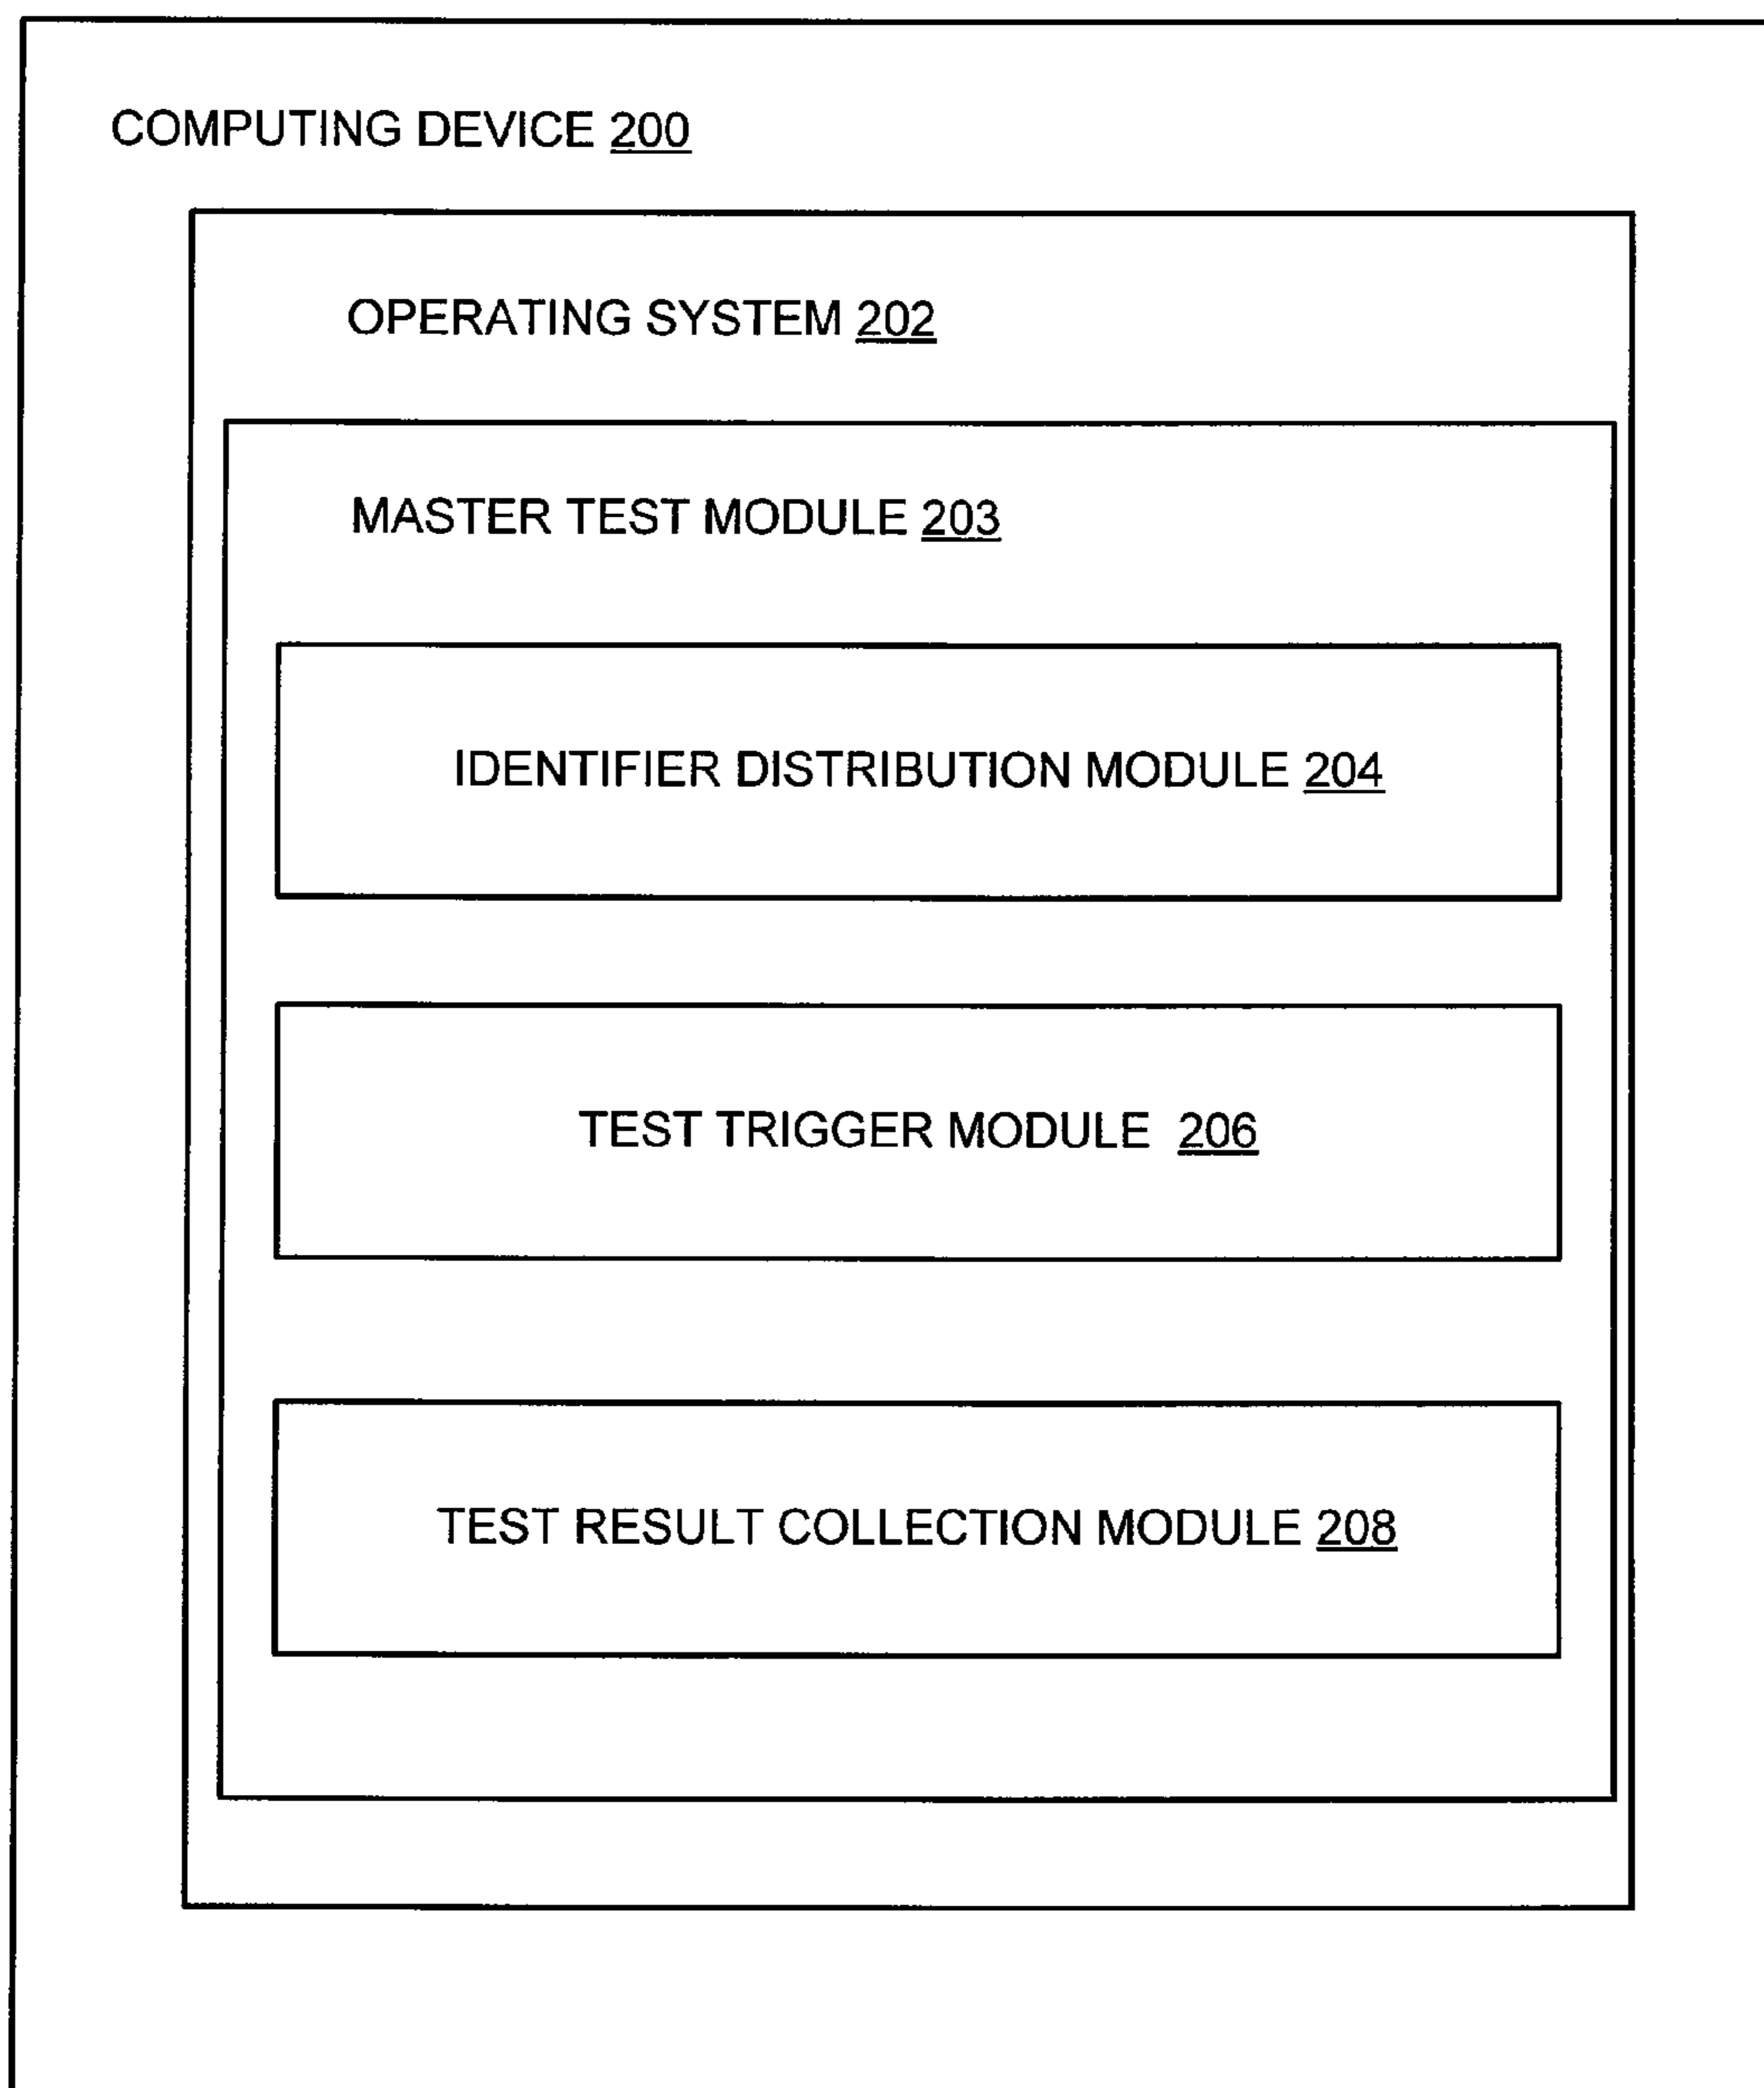 COMPUTING DEVICE 200
OPERATING SYSTEM 202
MASTER TEST MODULE 203
IDENTIFIER DISTRIBUTION MODULE 204
TEST TRIGGER MODULE 206
TEST RESULT COLLECTION MODULE 208